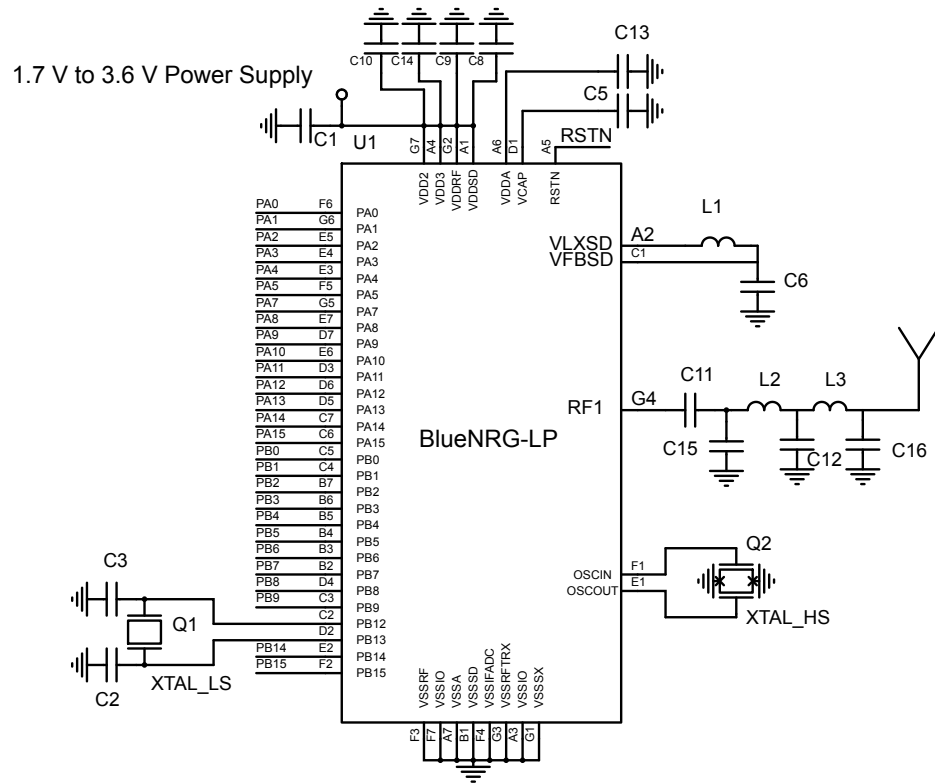 C10 C14 C9 C8
C13
1.7 V to 3.6 V Power Supply
C5
C1 U1
G7 A4 G2 A1 A6 D1 A5 RSTN
VDD2 VDD3 VDDRF VDDSD VDDA VCAP RSTN
PA0 F6 PA0
PA1 G6 PA1
PA2 E5 PA2
PA3 E4 PA3
PA4 E3 PA4
PA5 F5 PA5
PA7 G5 PA7
PA8 E7 PA8
PA9 D7 PA9
PA10 E6 PA10
PA11 D3 PA11
PA12 D6 PA12
PA13 D5 PA13
PA14 C7 PA14
PA15 C6 PA15
PB0 C5 PB0
PB1 C4 PB1
PB2 B7 PB2
PB3 B6 PB3
PB4 B5 PB4
PB5 B4 PB5
PB6 B3 PB6
PB7 B2 PB7
PB8 D4 PB8
PB9 C3 PB9
C2 PB12
D2 PB13
PB14 E2 PB14
PB15 F2 PB15
C3
Q1
C2
XTAL_LS
BlueNRG-LP
L1
VLXSD A2
VFBSD C1
C6
RF1 G4
C11 L2 L3
C15 C12 C16
OSCIN F1
OSCOUT E1
Q2
XTAL_HS
VSSRF VSSIO VSSA VSSSD VSSIFADC VSSRFTRX VSSIO VSSSX
F3 F7 A7 B1 F4 G3 A3 G1